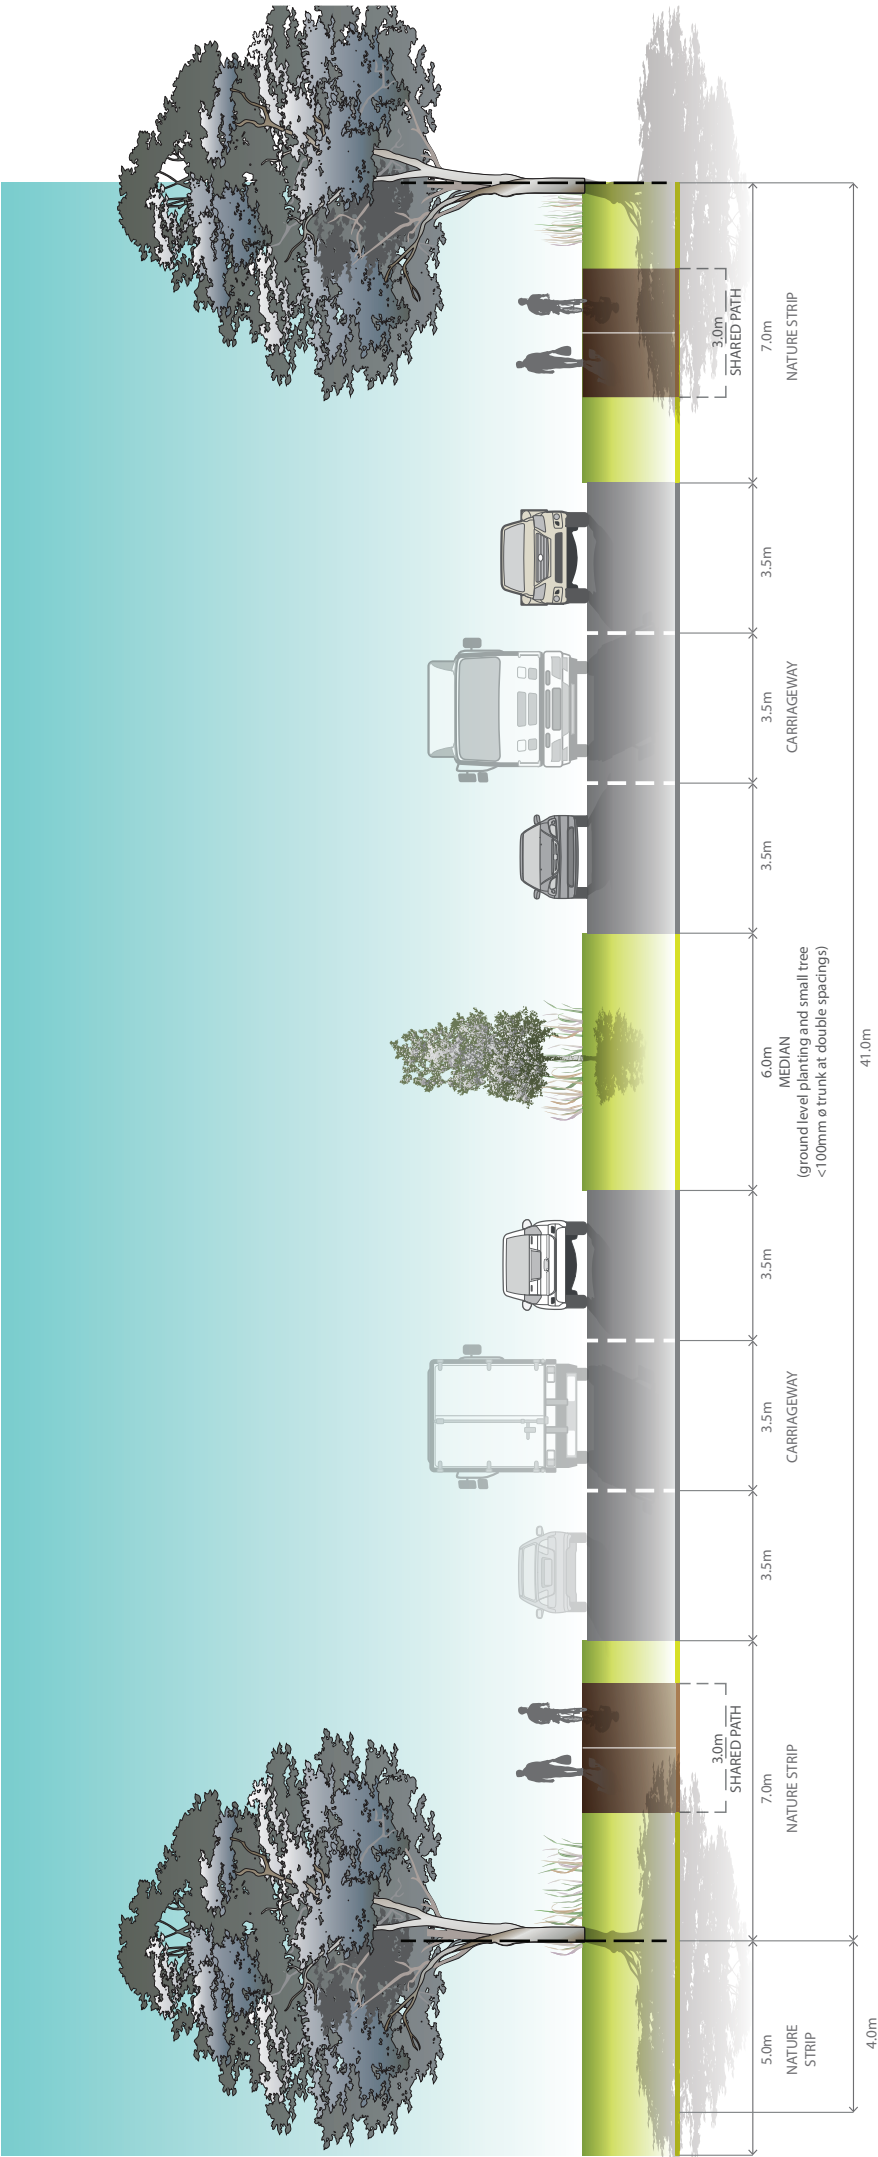 5.0m
NATURE
STRIP
7.0m
NATURE STRIP
3.0m
SHARED PATH
3.5m
3.5m
CARRIAGEWAY
3.5m
6.0m
MEDIAN
(ground level planting and small tree
<100mm ø trunk at double spacings)
3.5m
3.5m
CARRIAGEWAY
3.5m
7.0m
NATURE STRIP
3.0m
SHARED PATH
4.0m
41.0m